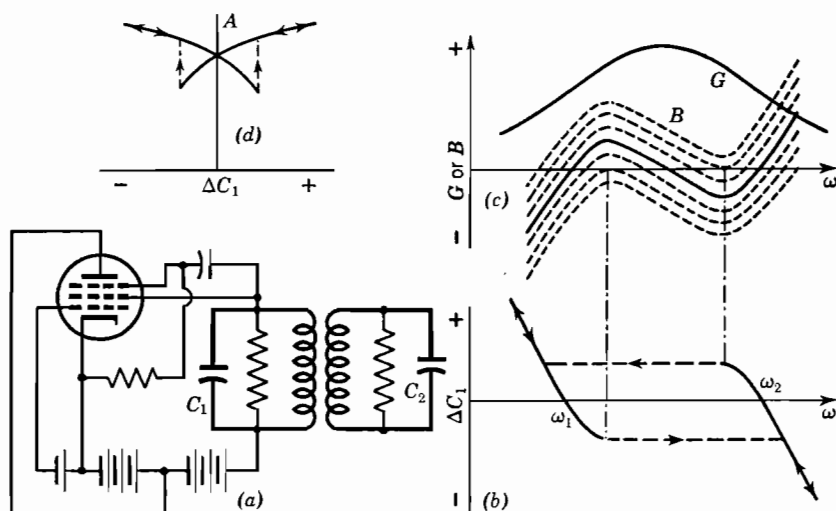 A
(d)
− ΔC₁ +
+
G
B
G or B
(c)
ω
−
C₁
C₂
(a)
+
ΔC₁
ω₁
ω₂
ω
−
(b)